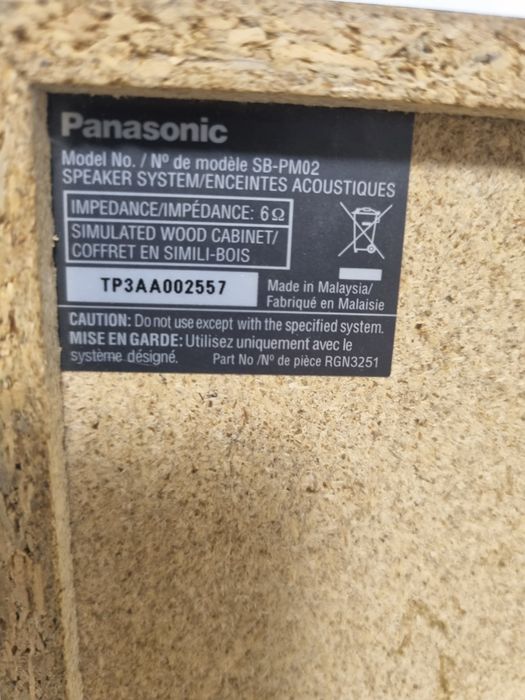 Panasonic
Model No. / Nº de modèle SB-PM02
SPEAKER SYSTEM/ENCEINTES ACOUSTIQUES
IMPEDANCE/IMPÉDANCE: 6Ω
SIMULATED WOOD CABINET/
COFFRET EN SIMILI-BOIS
TP3AA002557
Made in Malaysia/
Fabriqué en Malaisie
CAUTION: Do not use except with the specified system.
MISE EN GARDE: Utilisez uniquement avec le
système désigné.
Part No /Nº de pièce RGN3251